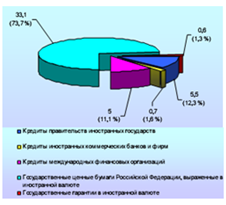 33,1
(73,7%)
0,6
(1,3 %)
5,5
(12,3 %)
0,7
(1,6 %)
5
(11,1 %)
Кредиты правительств иностранных государств
Кредиты иностранных коммерческих банков и фирм
Кредиты международных финансовых организаций
Государственные ценные бумаги Российской Федерации, выраженные в
иностранной валюте
Государственные гарантии в иностранной валюте